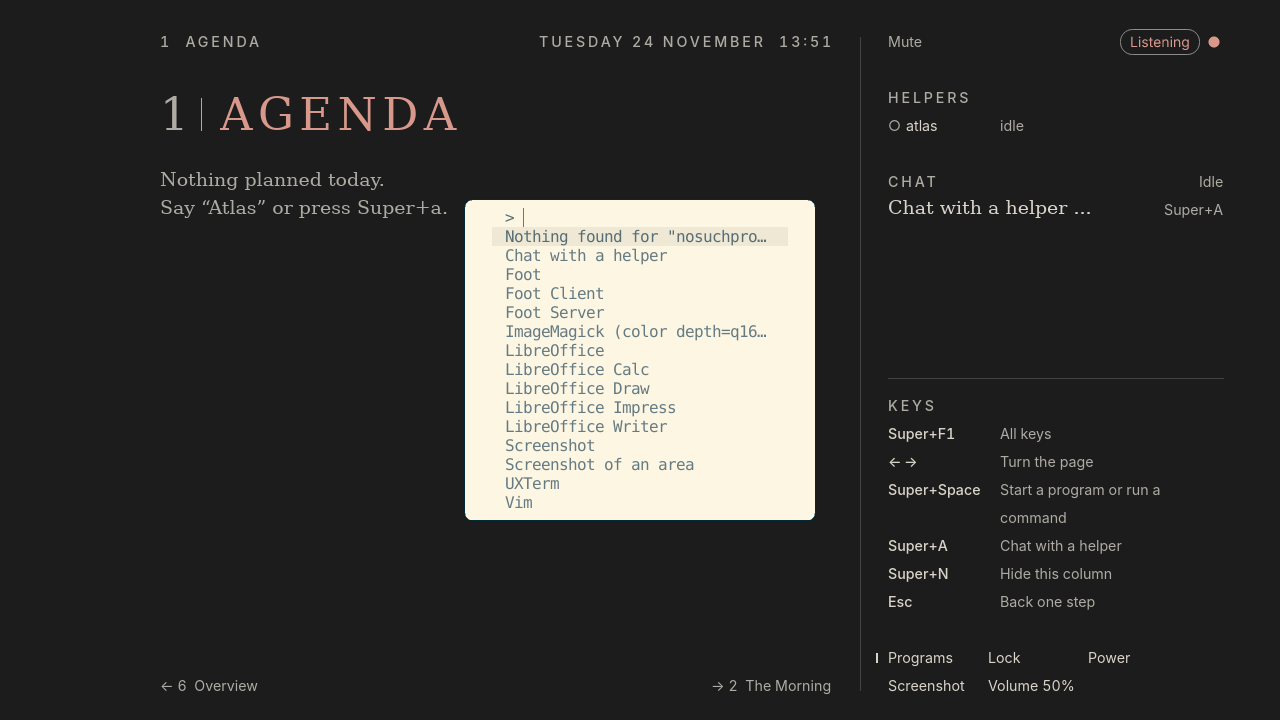 1 AGENDA
TUESDAY 24 NOVEMBER 13:51
1 AGENDA
Nothing planned today.
Say “Atlas” or press Super+a.
>
Nothing found for "nosuchpro…
Chat with a helper
Foot
Foot Client
Foot Server
ImageMagick (color depth=q16…
LibreOffice
LibreOffice Calc
LibreOffice Draw
LibreOffice Impress
LibreOffice Writer
Screenshot
Screenshot of an area
UXTerm
Vim
← 6 Overview
→ 2 The Morning
Mute
Listening
HELPERS
atlas idle
CHAT Idle
Chat with a helper … Super+A
KEYS
Super+F1 All keys
← → Turn the page
Super+Space Start a program or run a
command
Super+A Chat with a helper
Super+N Hide this column
Esc Back one step
Programs Lock Power
Screenshot Volume 50%